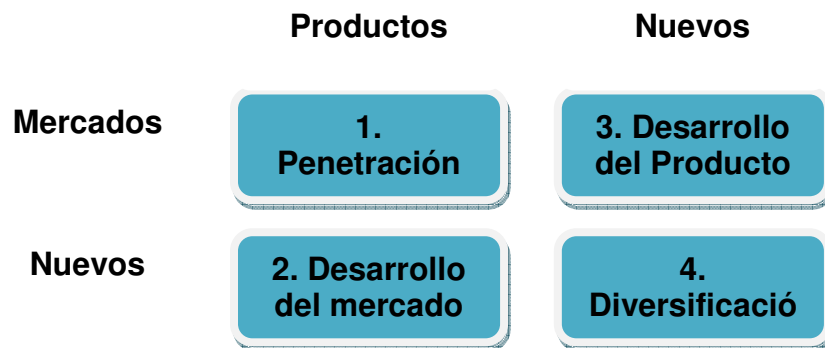 Productos Nuevos
Mercados
1.
Penetración
3. Desarrollo
del Producto
Nuevos
2. Desarrollo
del mercado
4.
Diversificació